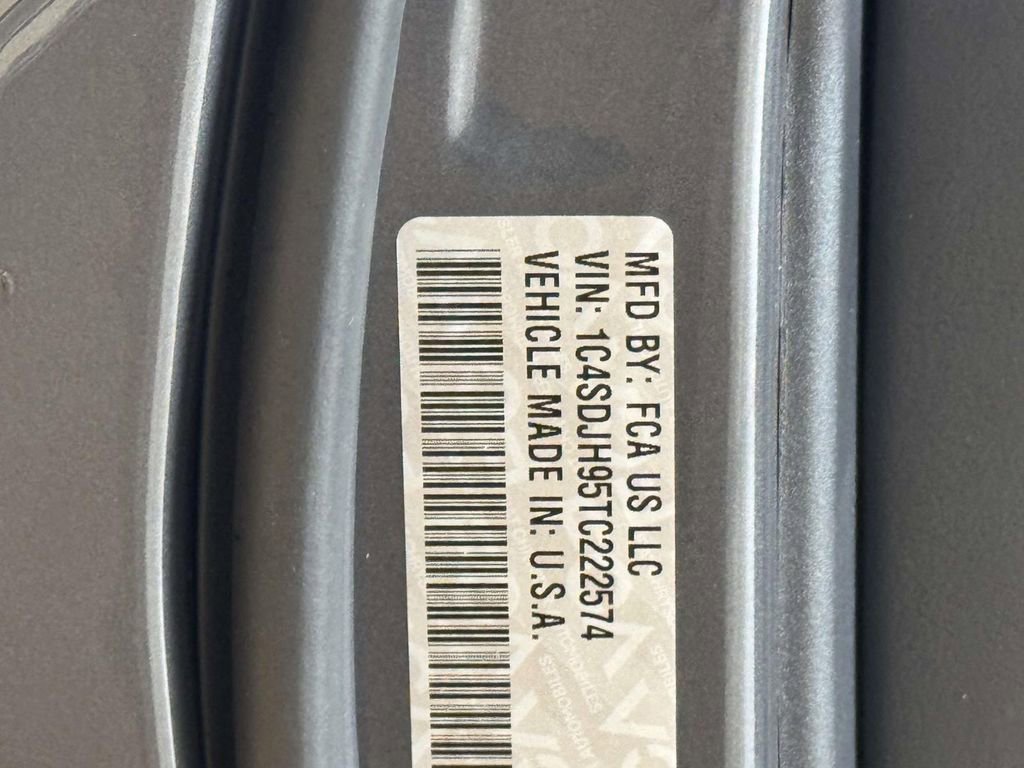 MFD BY: FCA US LLC
VIN: 1C4SDJH95TC222574
VEHICLE MADE IN: U.S.A.